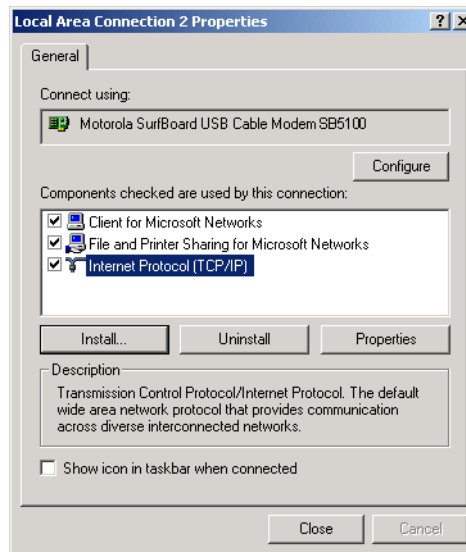 Local Area Connection 2 Properties
General
Connect using:
Motorola SurfBoard USB Cable Modem SB5100
Configure
Components checked are used by this connection:
Client for Microsoft Networks
File and Printer Sharing for Microsoft Networks
Internet Protocol (TCP/IP)
Install... Uninstall Properties
Description
Transmission Control Protocol/Internet Protocol. The default
wide area network protocol that provides communication
across diverse interconnected networks.
Show icon in taskbar when connected
Close Cancel